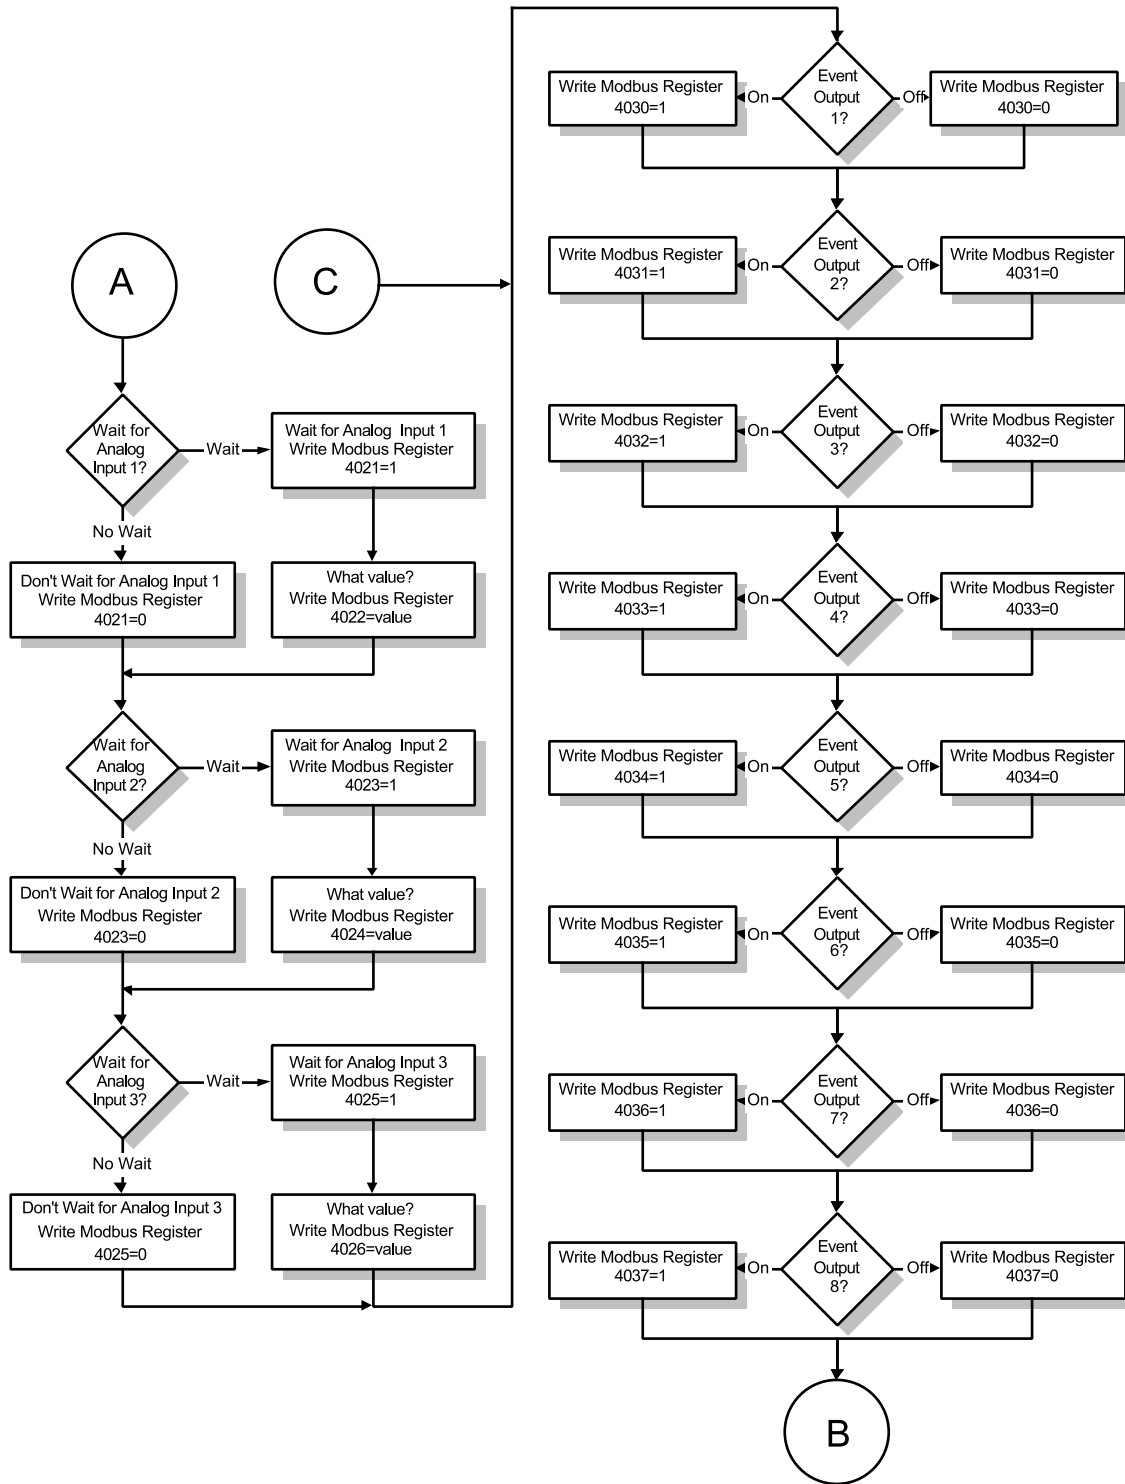 A
Wait for
Analog
Input 1?
Wait
Wait for Analog Input 1
Write Modbus Register
4021=1
No Wait
Don't Wait for Analog Input 1
Write Modbus Register
4021=0
What value?
Write Modbus Register
4022=value
Wait for
Analog
Input 2?
Wait
Wait for Analog Input 2
Write Modbus Register
4023=1
No Wait
Don't Wait for Analog Input 2
Write Modbus Register
4023=0
What value?
Write Modbus Register
4024=value
Wait for
Analog
Input 3?
Wait
Wait for Analog Input 3
Write Modbus Register
4025=1
No Wait
Don't Wait for Analog Input 3
Write Modbus Register
4025=0
What value?
Write Modbus Register
4026=value
C
Write Modbus Register
4030=1
On
Event
Output
1?
Off
Write Modbus Register
4030=0
Write Modbus Register
4031=1
On
Event
Output
2?
Off
Write Modbus Register
4031=0
Write Modbus Register
4032=1
On
Event
Output
3?
Off
Write Modbus Register
4032=0
Write Modbus Register
4033=1
On
Event
Output
4?
Off
Write Modbus Register
4033=0
Write Modbus Register
4034=1
On
Event
Output
5?
Off
Write Modbus Register
4034=0
Write Modbus Register
4035=1
On
Event
Output
6?
Off
Write Modbus Register
4035=0
Write Modbus Register
4036=1
On
Event
Output
7?
Off
Write Modbus Register
4036=0
Write Modbus Register
4037=1
On
Event
Output
8?
Off
Write Modbus Register
4037=0
B